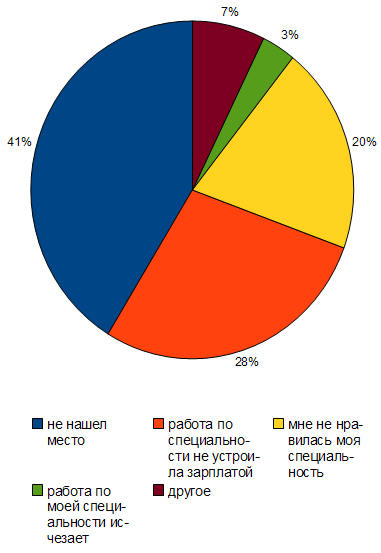 7%
3%
41%
20%
28%
не нашел
место
работа по
специально-
сти не устрои-
ла зарплатой
мне не нра-
вилась моя
специаль-
ность
работа по
моей специ-
альности ис-
чезает
другое